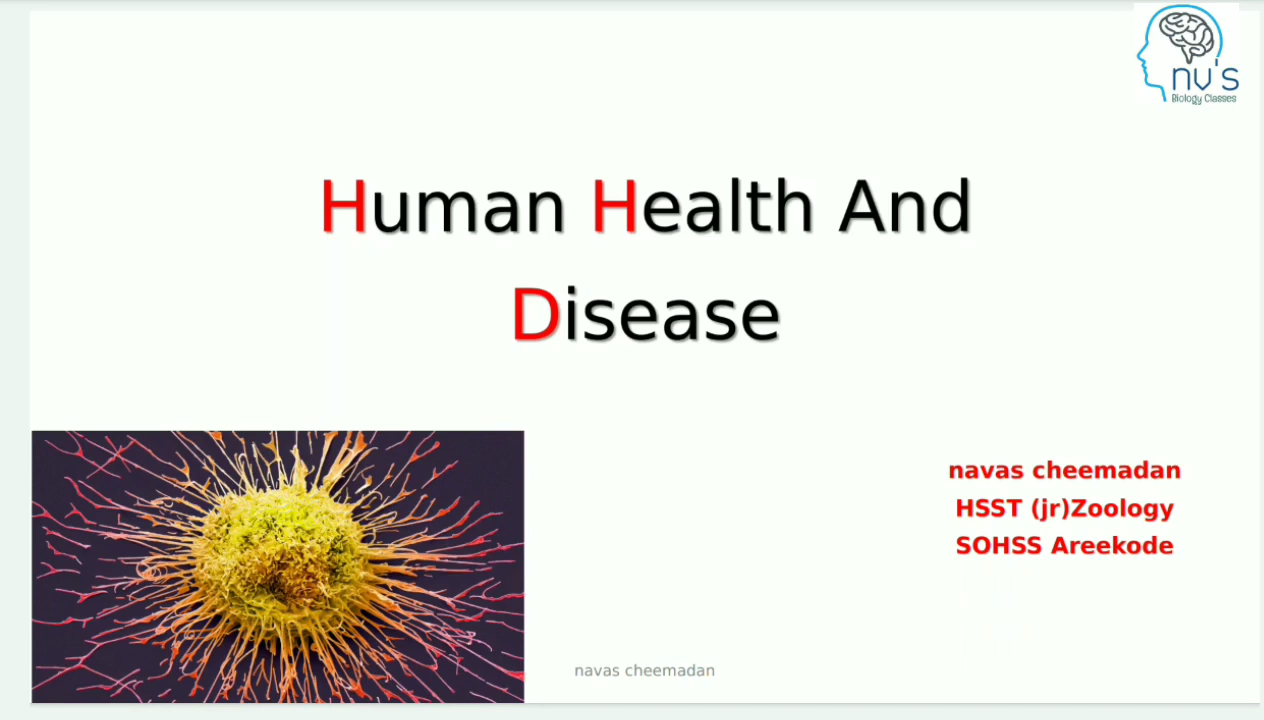 nv's
Biology Classes
Human Health And
Disease
navas cheemadan
HSST (jr)Zoology
SOHSS Areekode
navas cheemadan